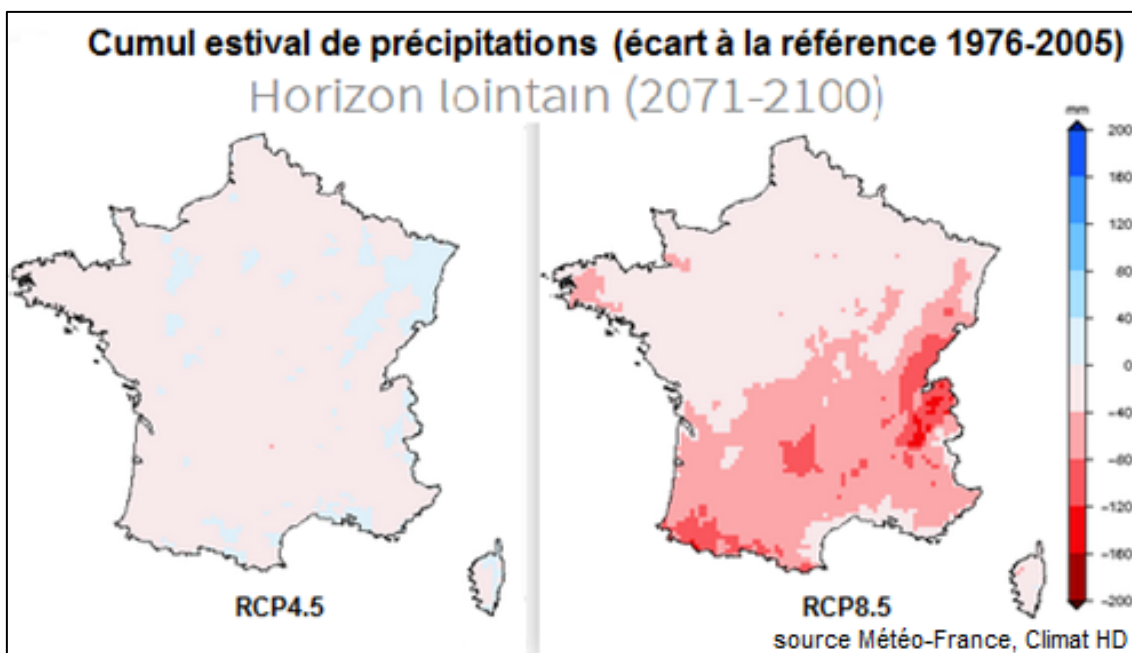 Cumul estival de précipitations (écart à la référence 1976-2005)
Horizon lointain (2071-2100)
mm
200
160
120
80
40
0
-40
-80
-120
-160
-200
RCP4.5
RCP8.5
source Météo-France, Climat HD